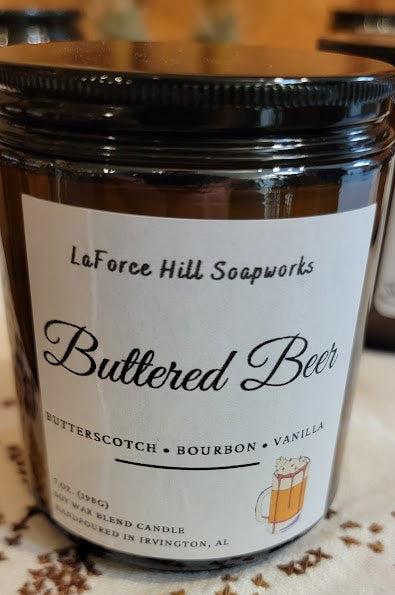 LaForce Hill Soapworks
Buttered Beer
BUTTERSCOTCH • BOURBON • VANILLA
7 OZ. (198G)
SOY WAX BLEND CANDLE
HANDPOURED IN IRVINGTON, AL